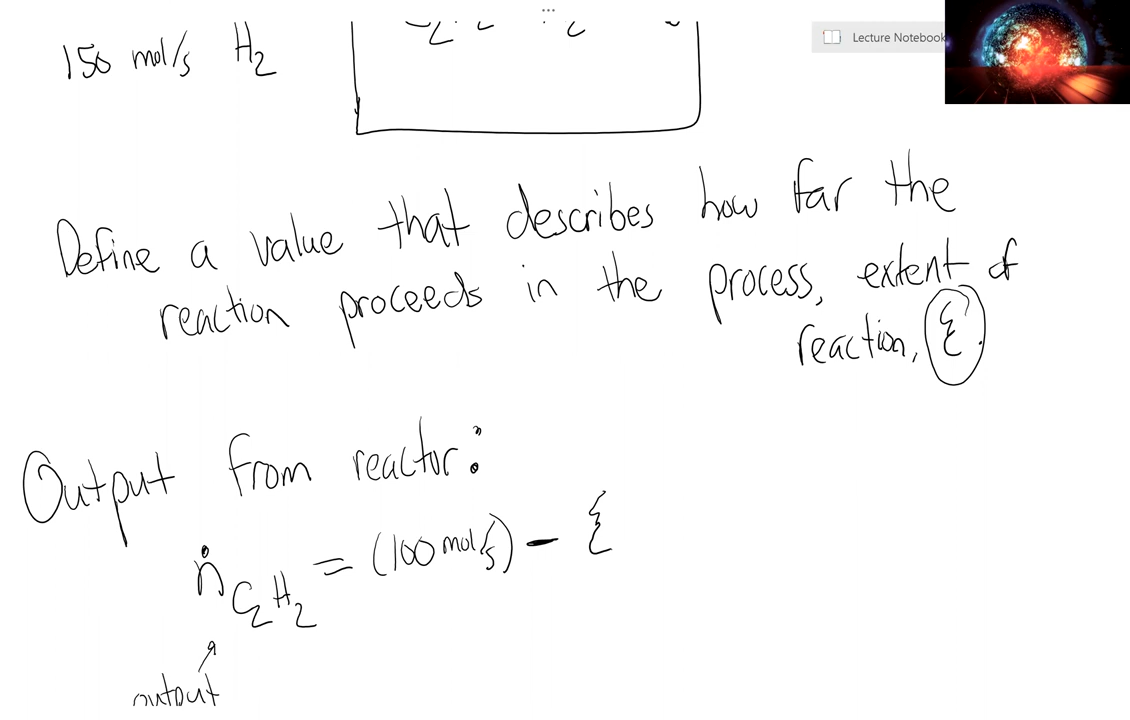 150 mol/s H₂
Lecture Notebook
Define a value that describes how far the
reaction proceeds in the process, extent of
reaction, ξ.
Output from reactor:
ṅ_C₂H₂ = (100 mol/s) - ξ
output